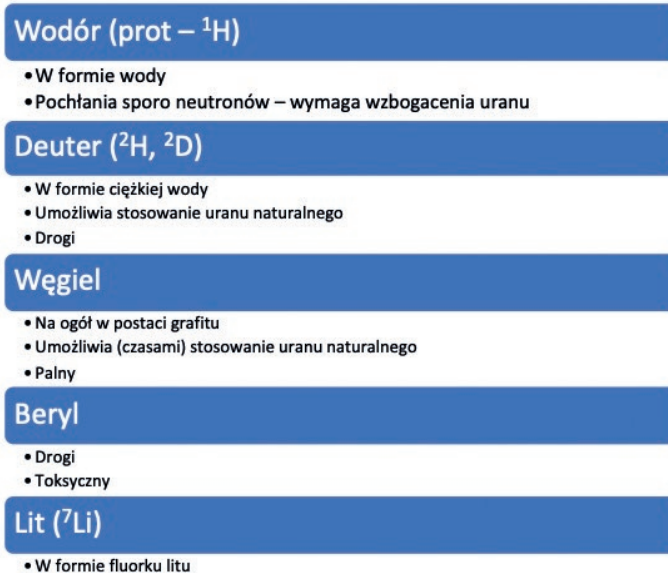 Wodór (prot – ¹H)
• W formie wody
• Pochłania sporo neutronów – wymaga wzbogacenia uranu
Deuter (²H, ²D)
• W formie ciężkiej wody
• Umożliwia stosowanie uranu naturalnego
• Drogi
Węgiel
• Na ogół w postaci grafitu
• Umożliwia (czasami) stosowanie uranu naturalnego
• Palny
Beryl
• Drogi
• Toksyczny
Lit (⁷Li)
• W formie fluorku litu